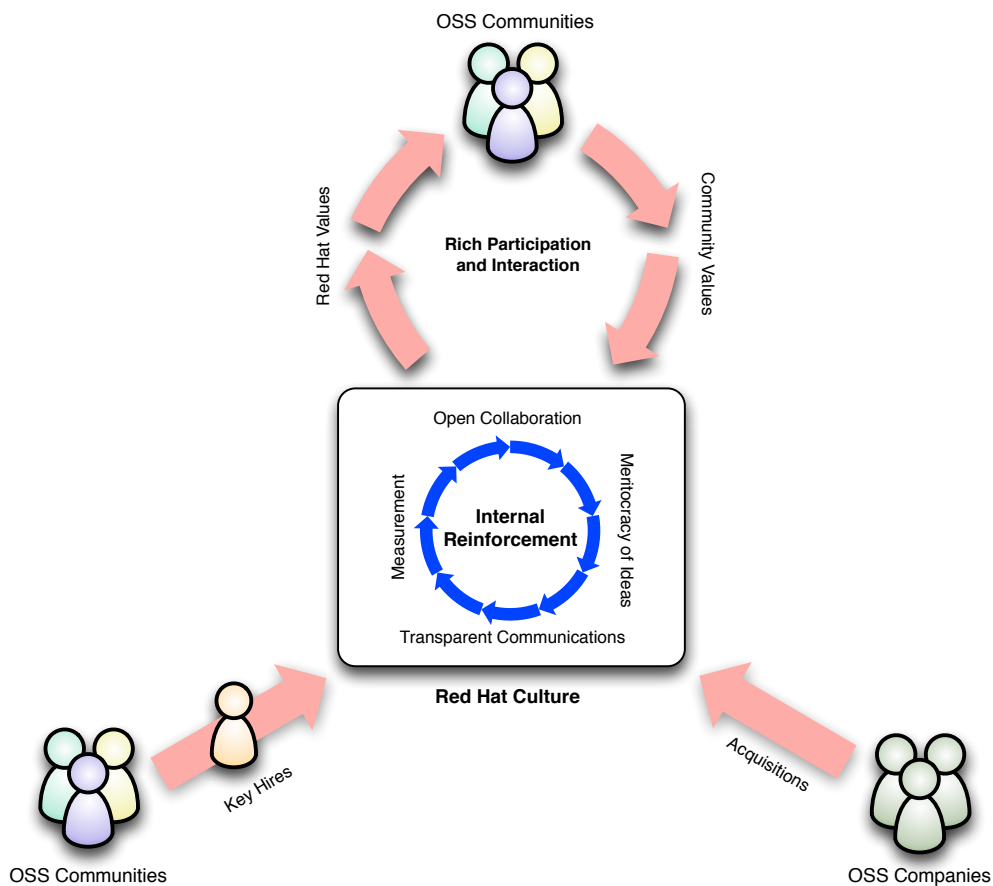 OSS Communities
Red Hat Values
Community Values
Rich Participation
and Interaction
Open Collaboration
Measurement
Meritocracy of Ideas
Internal
Reinforcement
Transparent Communications
Red Hat Culture
Key Hires
Acquisitions
OSS Communities
OSS Companies